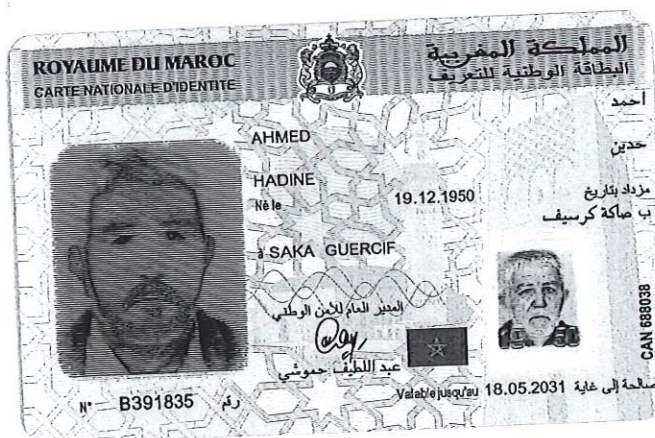 ROYAUME DU MAROC
المملكة المغربية
CARTE NATIONALE D'IDENTITE
البطاقة الوطنية للتعريف
AHMED
احمد
HADINE
حدين
Né le 19.12.1950 مزداد بتاريخ
à SAKA GUERCIF
ب صاكة كرسيف
المدير العام للأمن الوطني
عبد اللطيف حموشي
CAN 688038
N° B391835 رقم
Valable jusqu'au 18.05.2031 صالحة إلى غاية